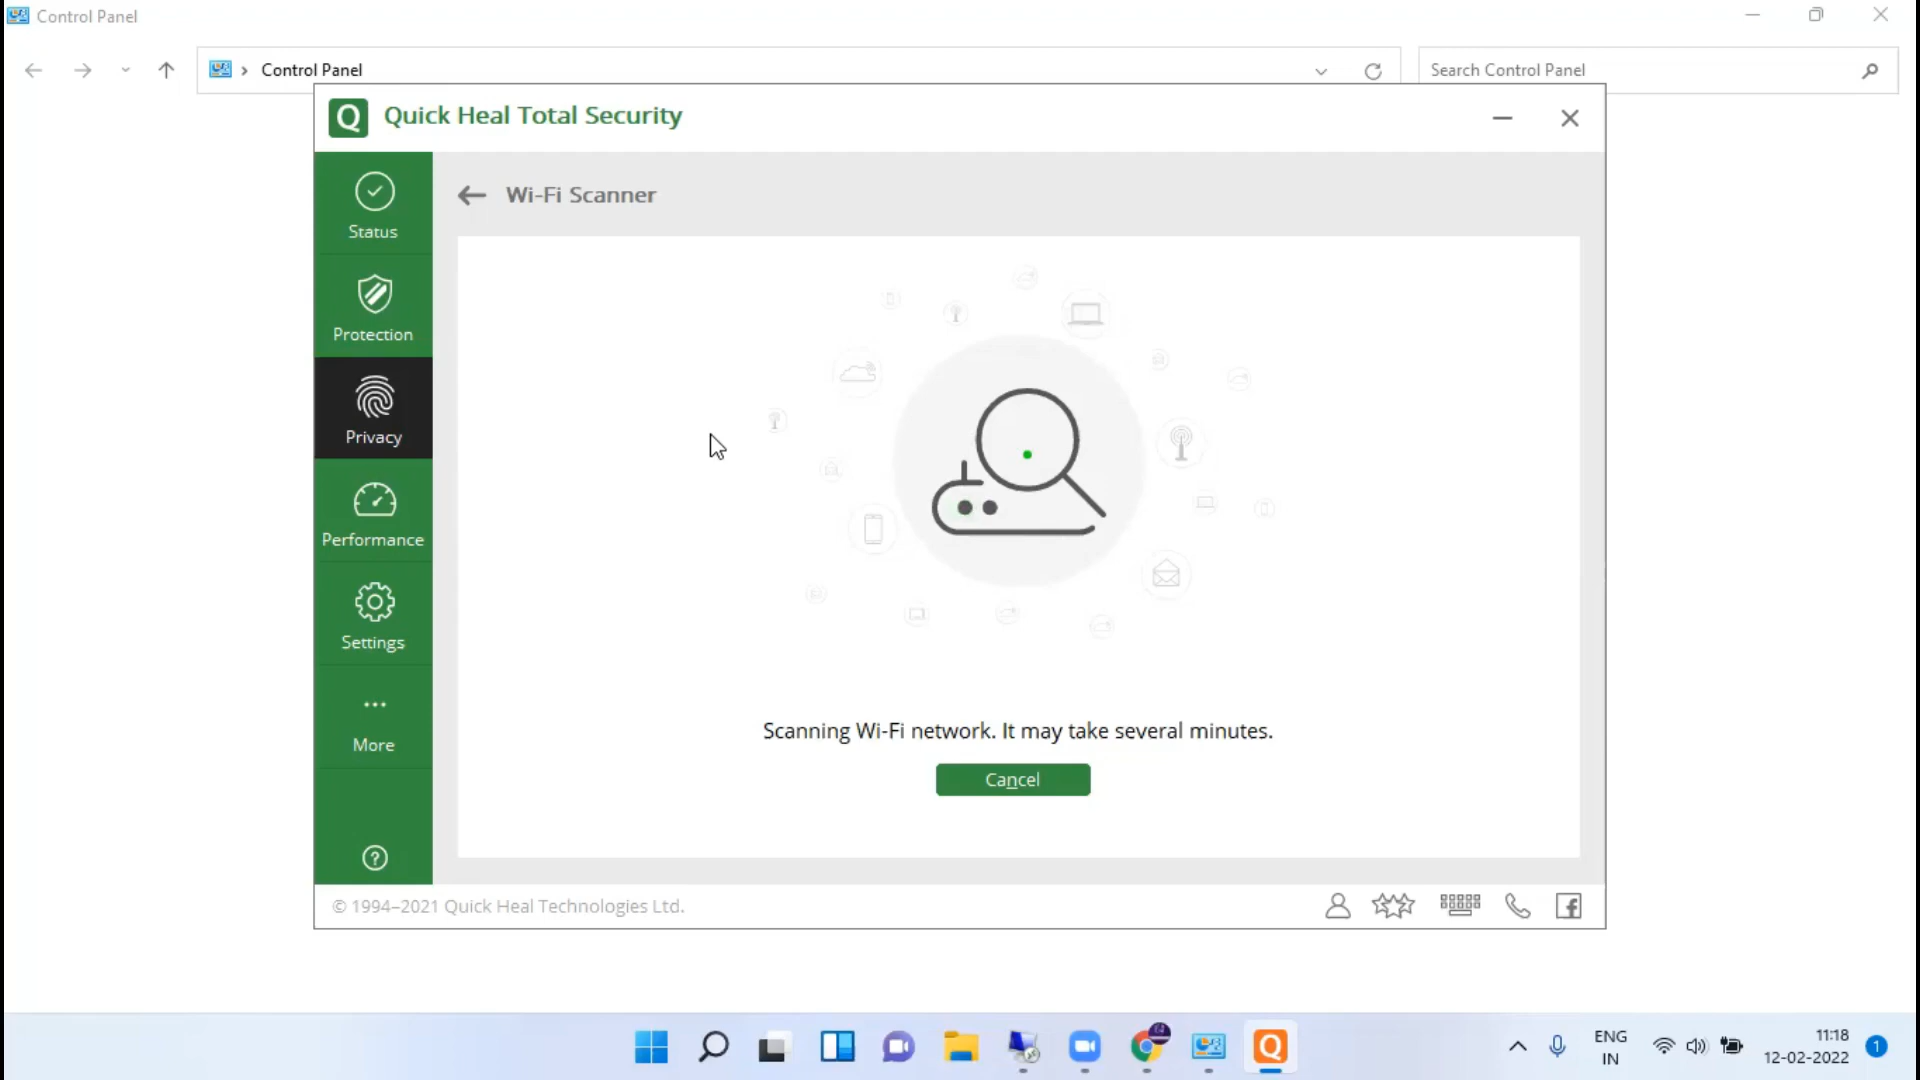 Control Panel
Control Panel
Search Control Panel
Q Quick Heal Total Security
Wi-Fi Scanner
Status
Protection
Privacy
Performance
Settings
...
More
?
Scanning Wi-Fi network. It may take several minutes.
Cancel
© 1994–2021 Quick Heal Technologies Ltd.
ENG
IN
11:18
12-02-2022
1